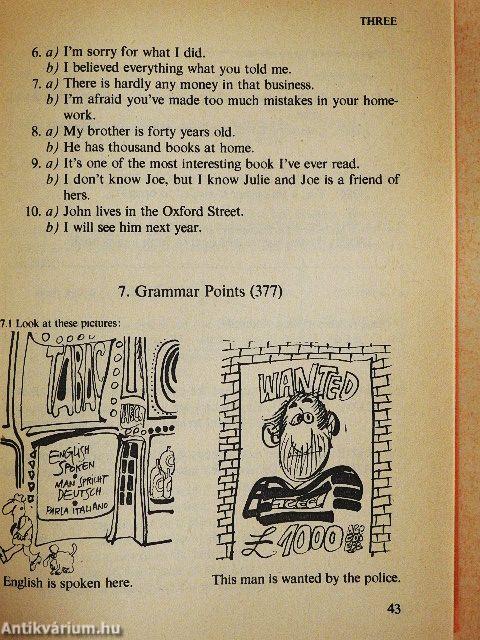 THREE
6. a) I'm sorry for what I did.
b) I believed everything what you told me.
7. a) There is hardly any money in that business.
b) I'm afraid you've made too much mistakes in your home-
work.
8. a) My brother is forty years old.
b) He has thousand books at home.
9. a) It's one of the most interesting book I've ever read.
b) I don't know Joe, but I know Julie and Joe is a friend of
hers.
10. a) John lives in the Oxford Street.
b) I will see him next year.
7. Grammar Points (377)
7.1 Look at these pictures:
TABAC
ENGLISH
SPOKEN
MAN SPRICHT
DEUTSCH
PARLA ITALIANO
WANTED
£1000
English is spoken here.
This man is wanted by the police.
43
Antikvárium.hu